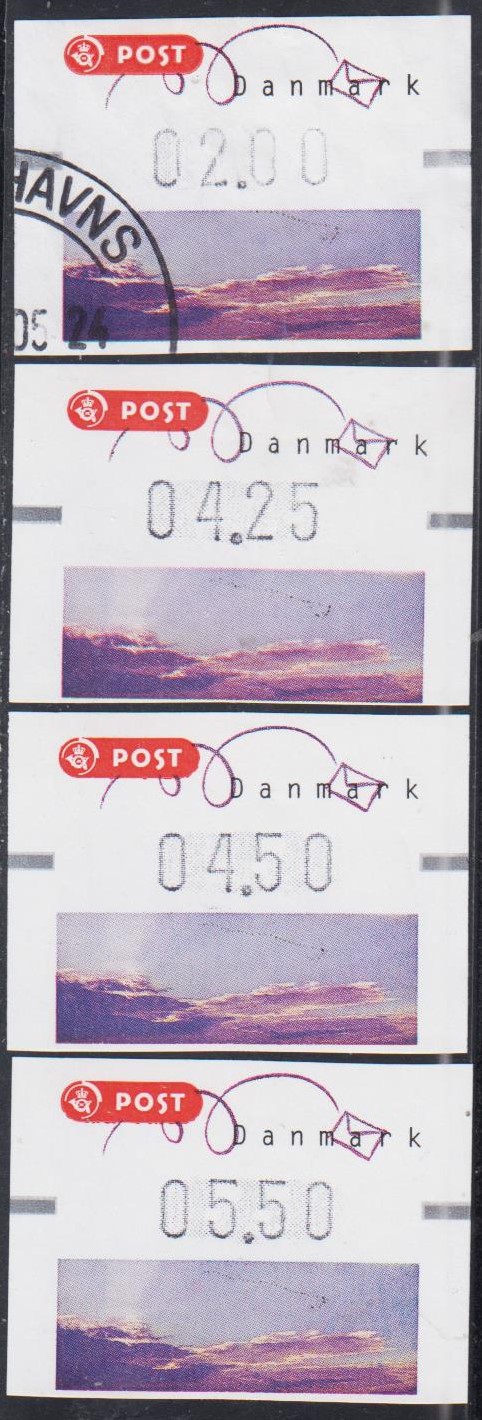 POST
Danmark
02.00
HAVNS
05 24
POST
Danmark
04.25
POST
Danmark
04.50
POST
Danmark
05.50